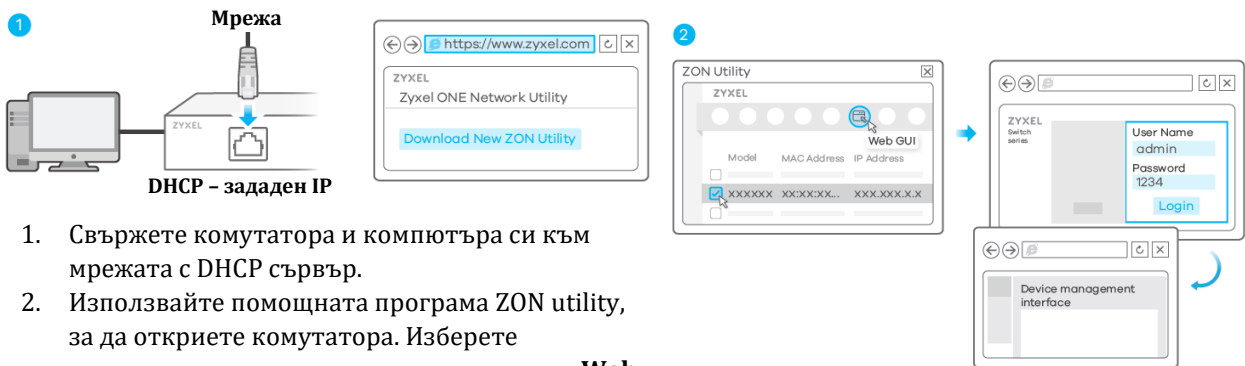 1
Мрежа
ZYXEL
DHCP – зададен IP
https://www.zyxel.com
ZYXEL
Zyxel ONE Network Utility
Download New ZON Utility
1. Свържете комутатора и компютъра си към
мрежата с DHCP сървър.
2. Използвайте помощната програма ZON utility,
за да откриете комутатора. Изберете
2
ZON Utility
ZYXEL
Web GUI
Model MAC Address IP Address
xxxxxx xx:xx:xx... xxx.xxx.x.x
ZYXEL
Switch
series
User Name
admin
Password
1234
Login
Device management
interface